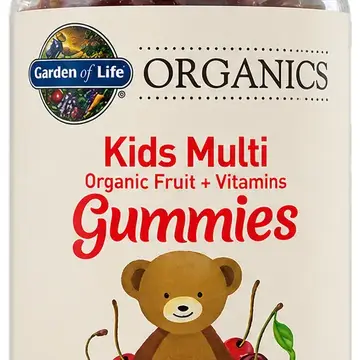 Garden of Life®
ORGANICS
Kids Multi
Organic Fruit + Vitamins
Gummies